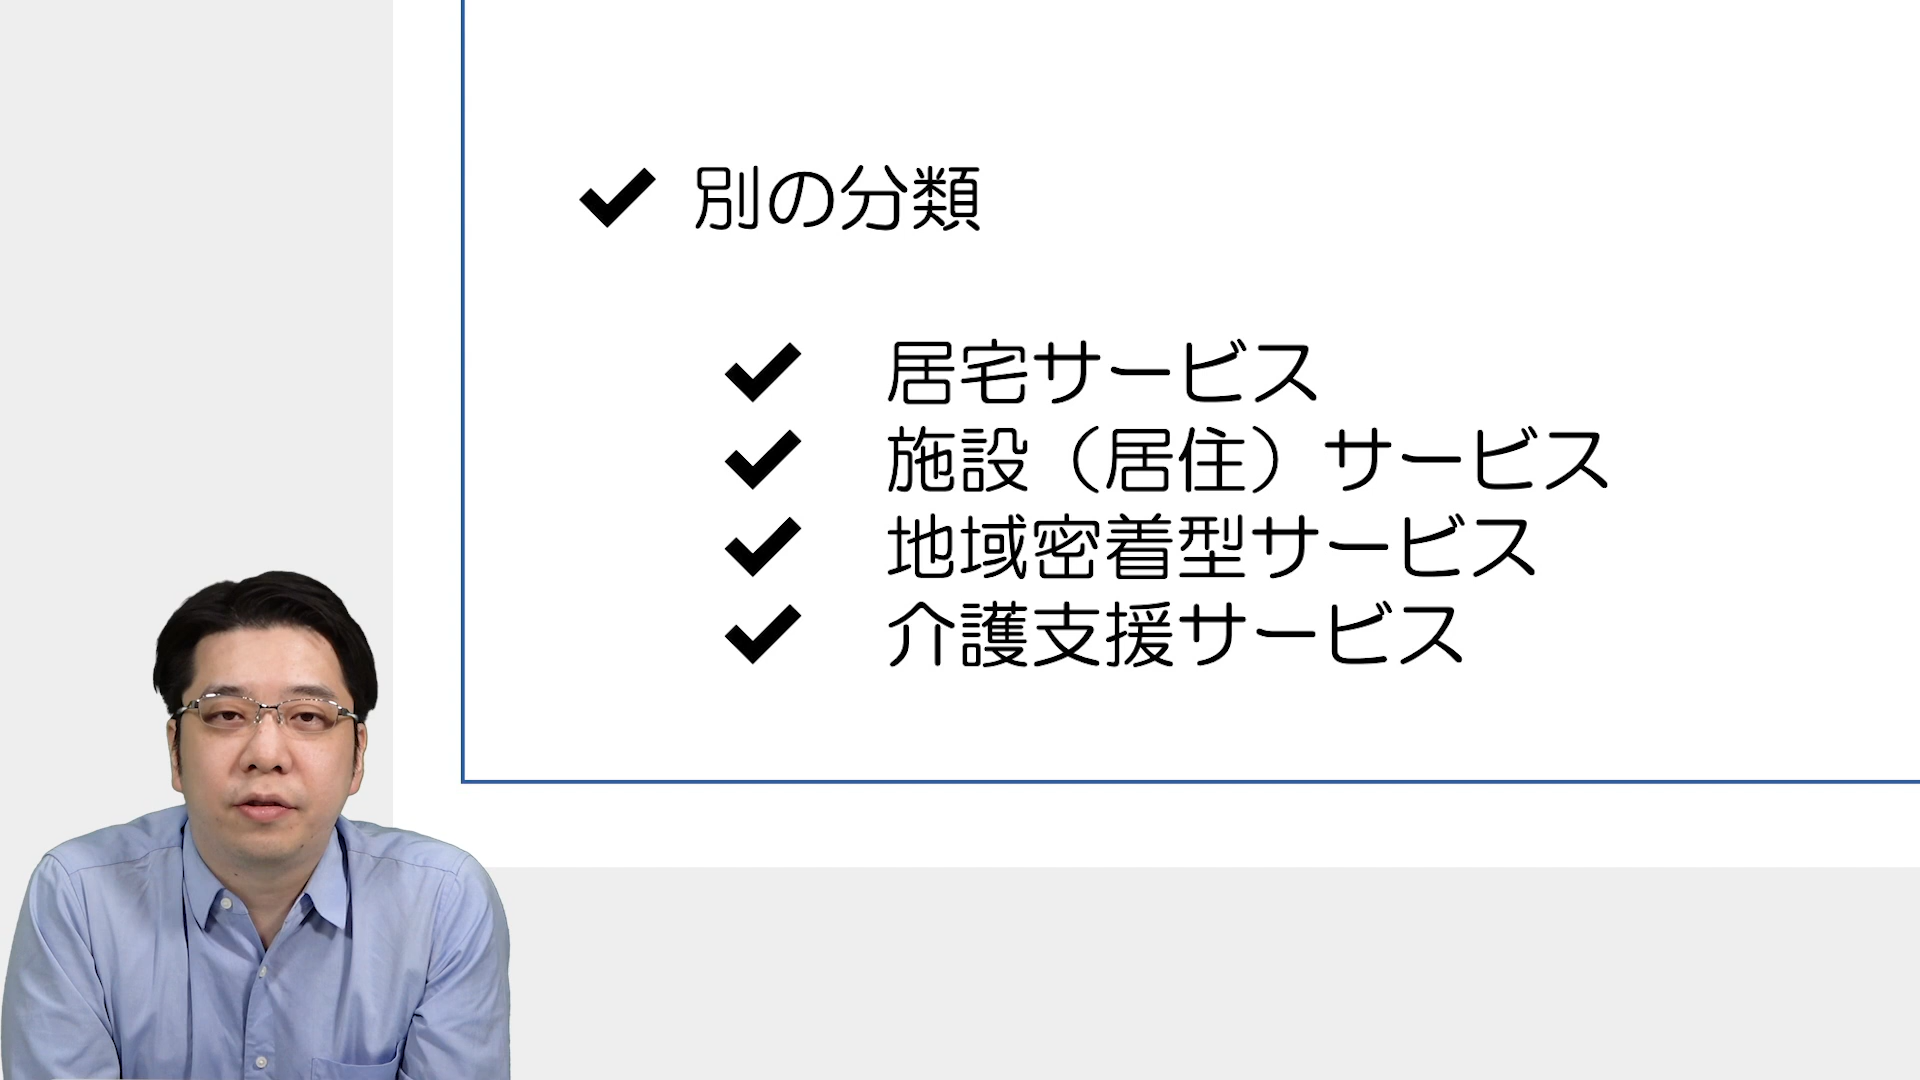 別の分類
居宅サービス
施設（居住）サービス
地域密着型サービス
介護支援サービス